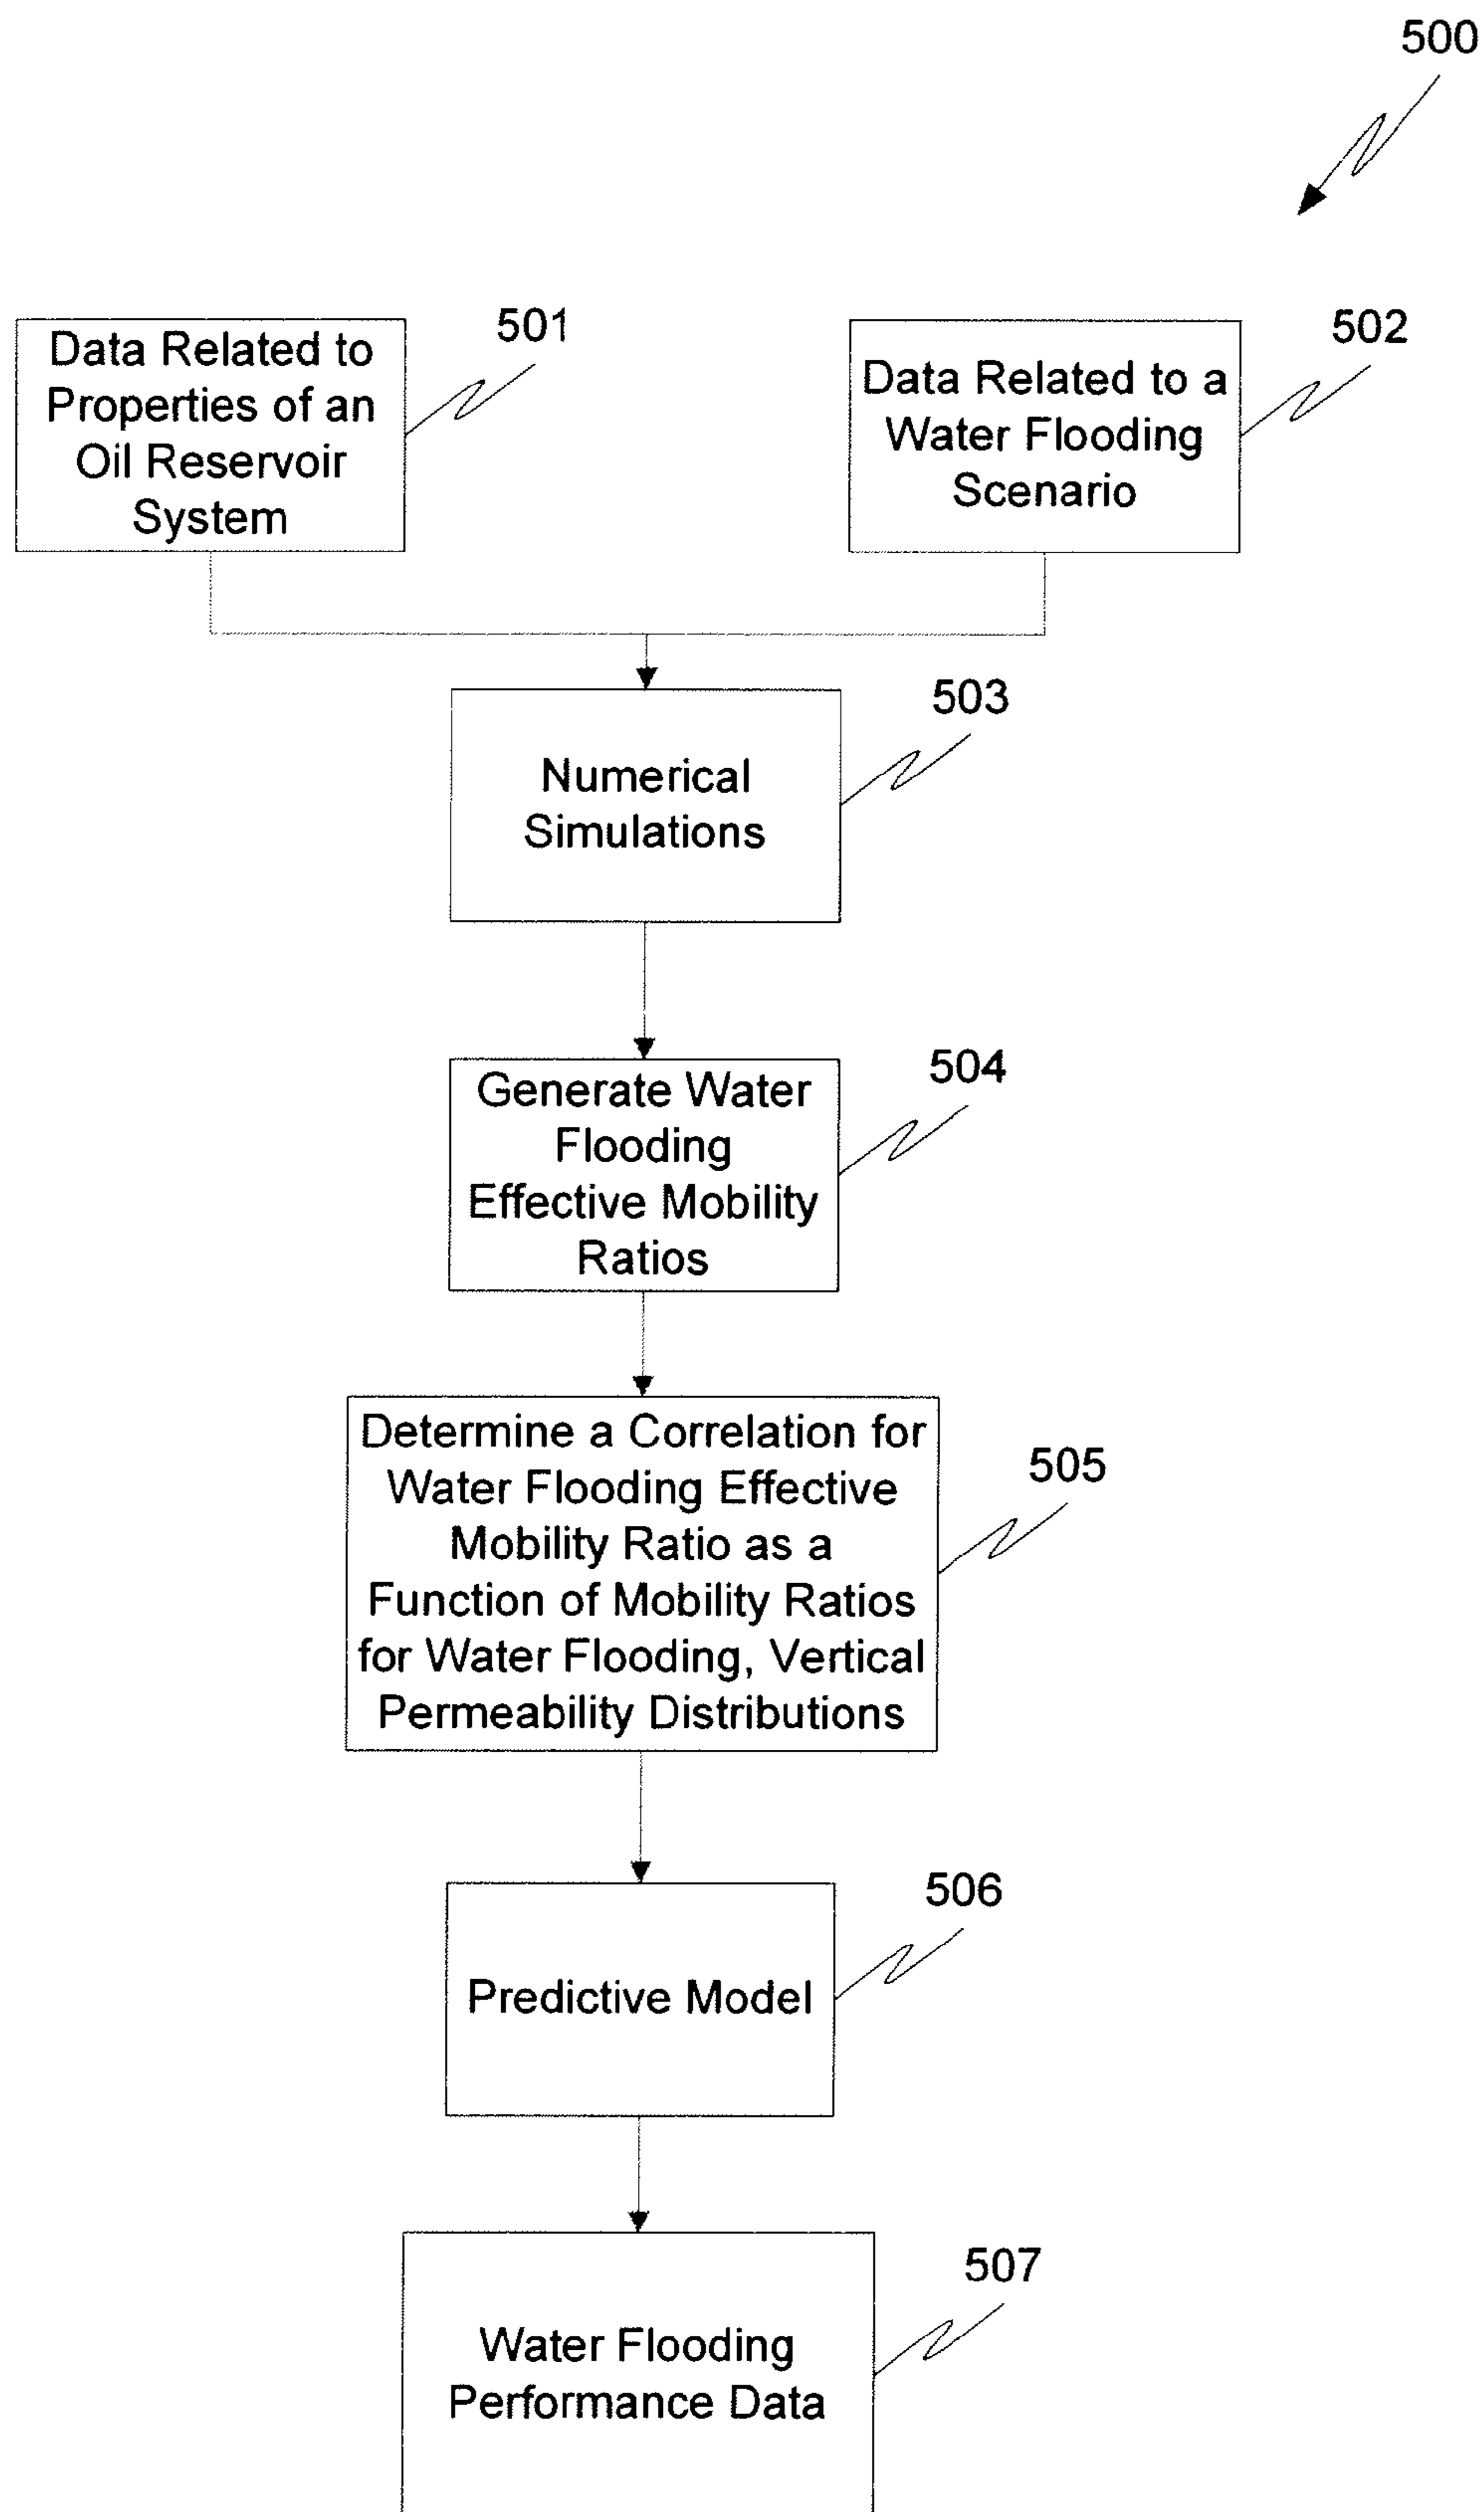 500
501
Data Related to
Properties of an
Oil Reservoir
System
502
Data Related to a
Water Flooding
Scenario
503
Numerical
Simulations
504
Generate Water
Flooding
Effective Mobility
Ratios
505
Determine a Correlation for
Water Flooding Effective
Mobility Ratio as a
Function of Mobility Ratios
for Water Flooding, Vertical
Permeability Distributions
506
Predictive Model
507
Water Flooding
Performance Data